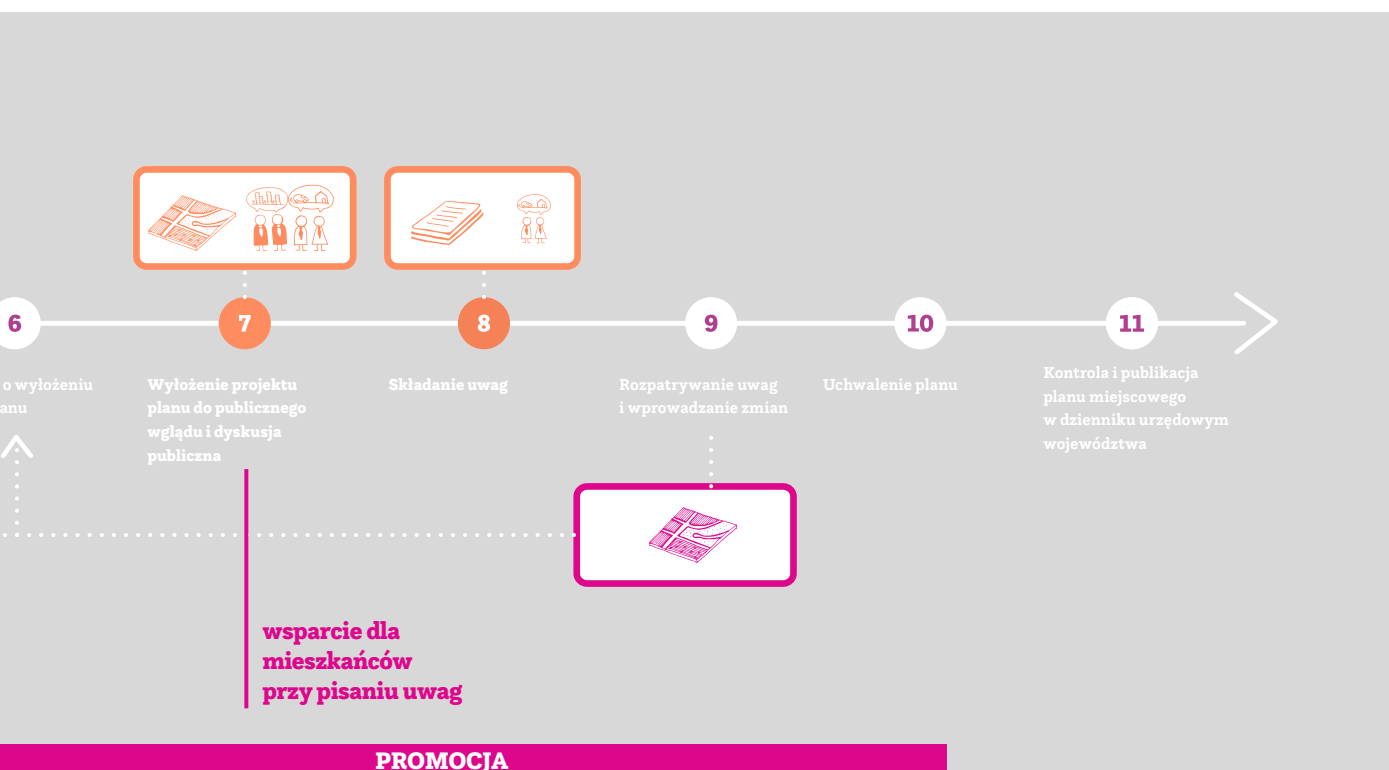 6
7
8
9
10
11
o wyłożeniu
anu
Wyłożenie projektu
planu do publicznego
wglądu i dyskusja
publiczna
Składanie uwag
Rozpatrywanie uwag
i wprowadzanie zmian
Uchwalenie planu
Kontrola i publikacja
planu miejscowego
w dzienniku urzędowym
województwa
wsparcie dla
mieszkańców
przy pisaniu uwag
PROMOCJA